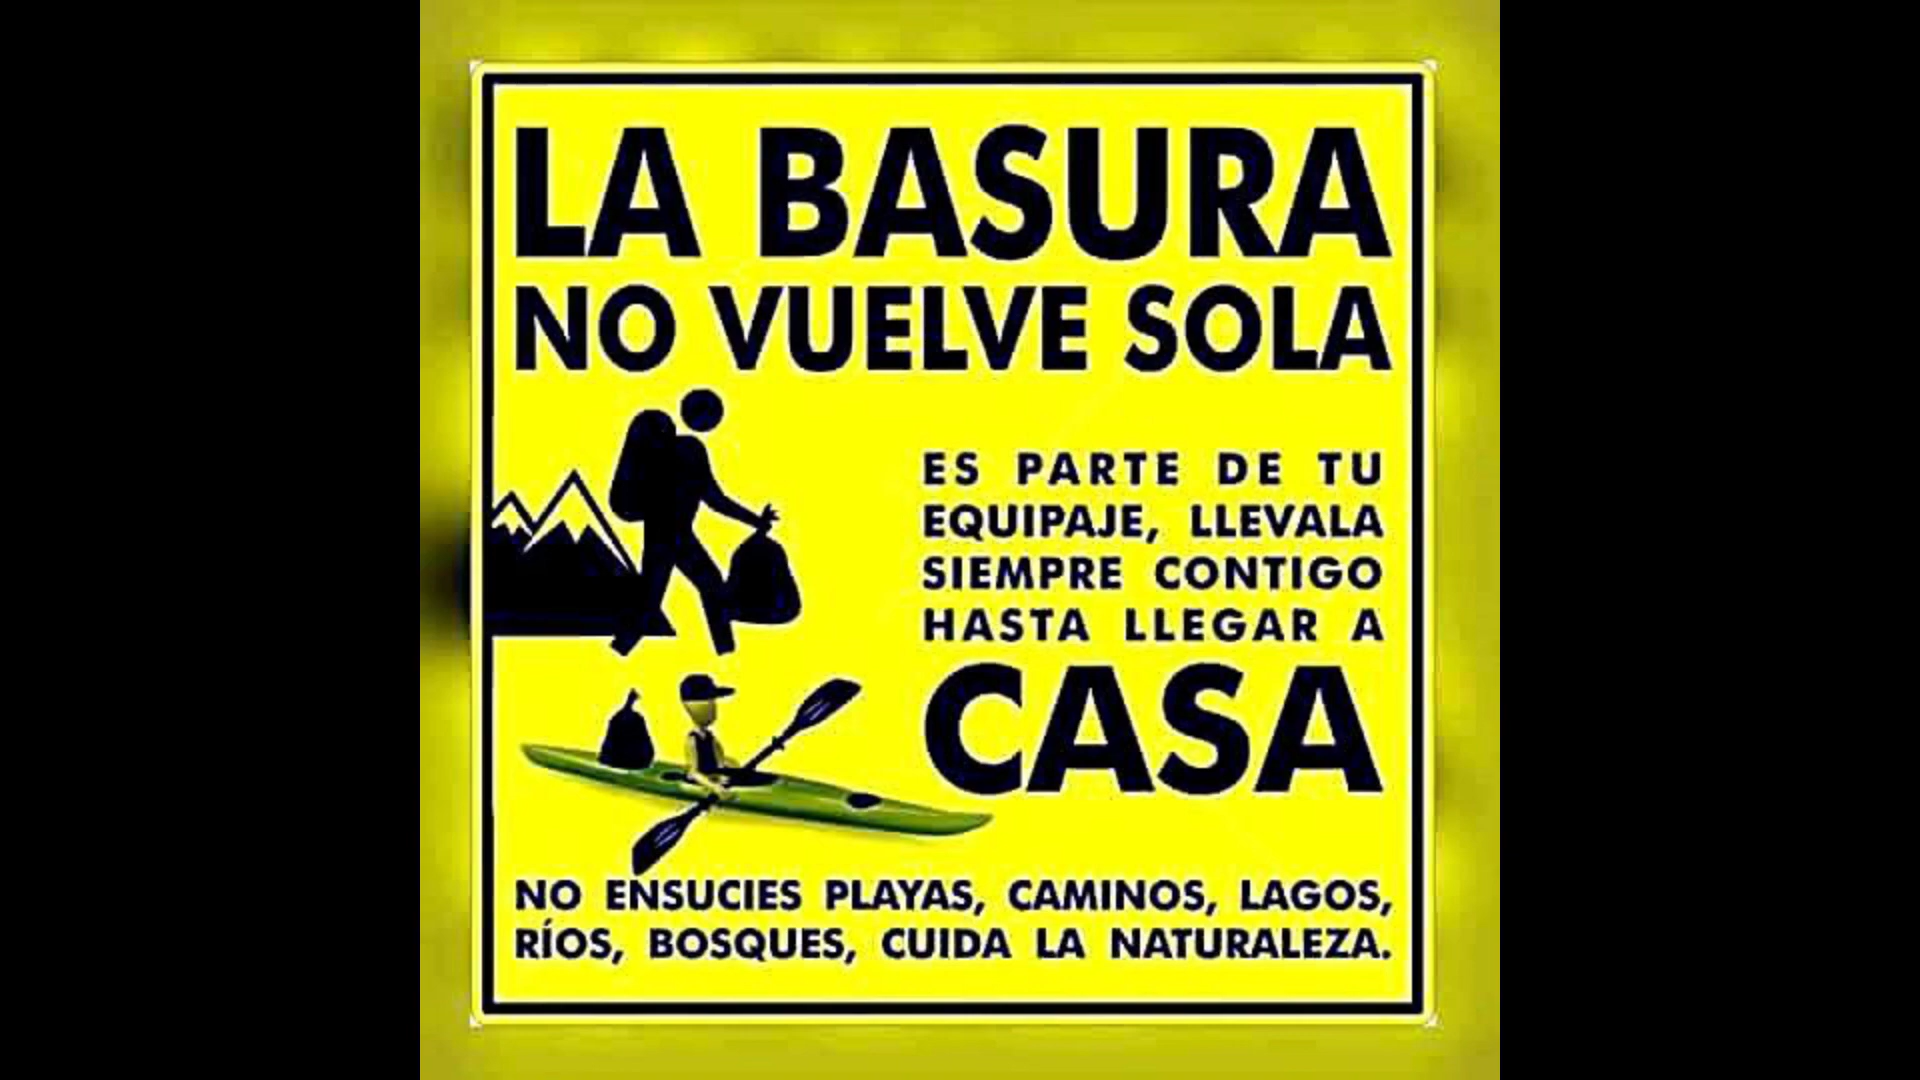 LA BASURA
NO VUELVE SOLA
ES PARTE DE TU
EQUIPAJE, LLEVALA
SIEMPRE CONTIGO
HASTA LLEGAR A
CASA
NO ENSUCIES PLAYAS, CAMINOS, LAGOS,
RÍOS, BOSQUES, CUIDA LA NATURALEZA.